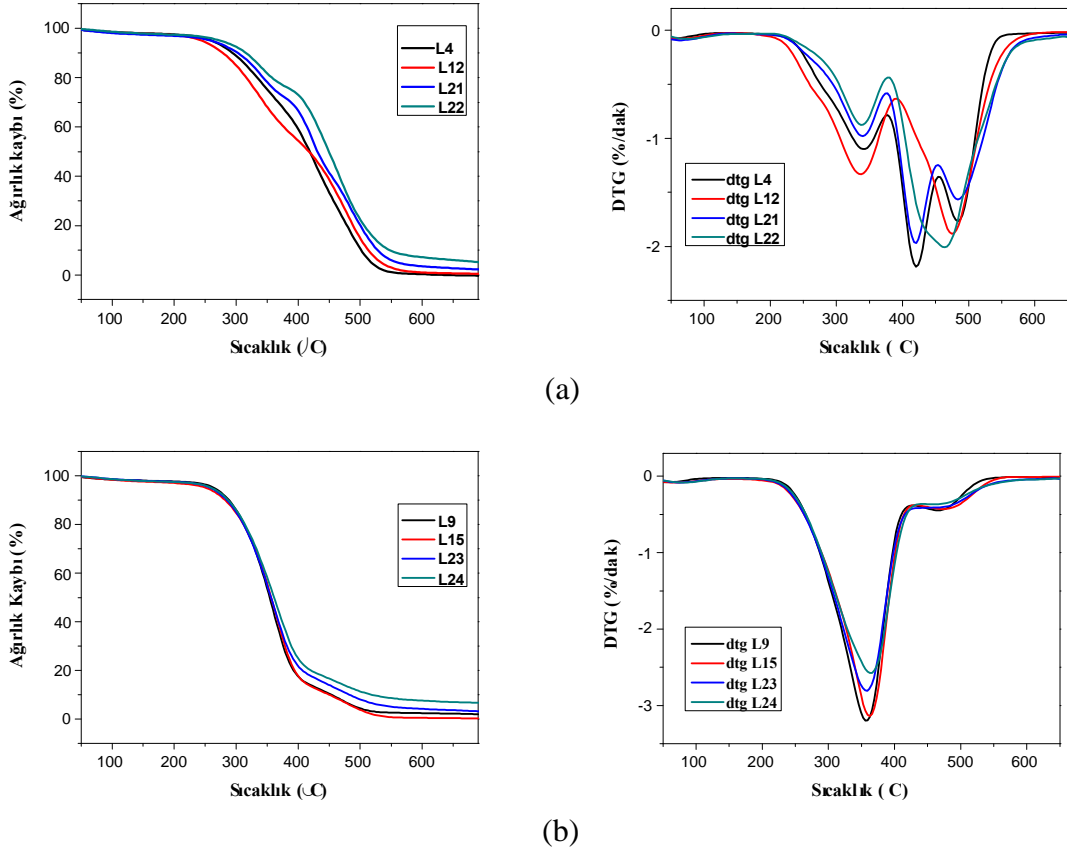 100
80
60
40
20
0
Ağırlık kaybı (%)
L4
L12
L21
L22
100 200 300 400 500 600
Sıcaklık ( C)
0
-1
-2
DTG (%/dak)
dtg L4
dtg L12
dtg L21
dtg L22
100 200 300 400 500 600
Sıcaklık ( C)
(a)
100
80
60
40
20
0
Ağırlık Kaybı (%)
L9
L15
L23
L24
100 200 300 400 500 600
Sıcaklık ( C)
0
-1
-2
-3
DTG (%/dak)
dtg L9
dtg L15
dtg L23
dtg L24
100 200 300 400 500 600
Sıcaklık ( C)
(b)